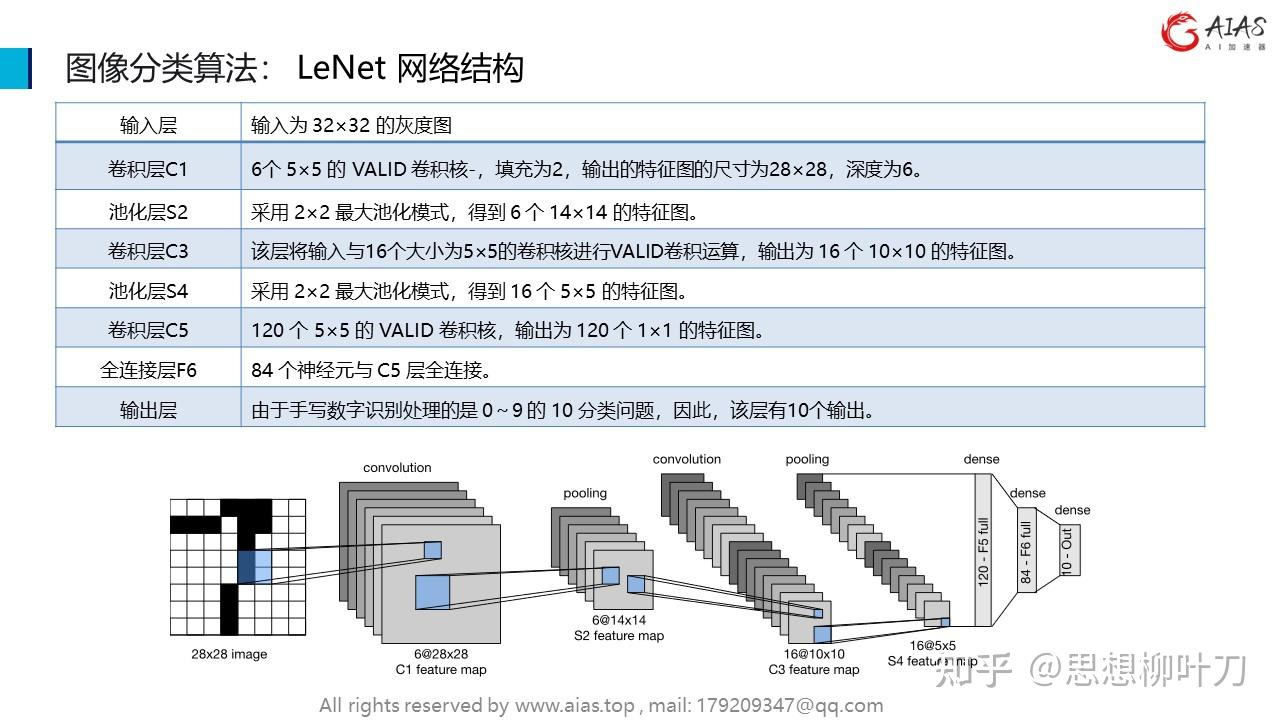 AIAS
AI加速器
图像分类算法： LeNet 网络结构
输入层 输入为 32×32 的灰度图
卷积层C1 6个 5×5 的 VALID 卷积核-，填充为2，输出的特征图的尺寸为28×28，深度为6。
池化层S2 采用 2×2 最大池化模式，得到 6 个 14×14 的特征图。
卷积层C3 该层将输入与16个大小为5×5的卷积核进行VALID卷积运算，输出为 16 个 10×10 的特征图。
池化层S4 采用 2×2 最大池化模式，得到 16 个 5×5 的特征图。
卷积层C5 120 个 5×5 的 VALID 卷积核，输出为 120 个 1×1 的特征图。
全连接层F6 84 个神经元与 C5 层全连接。
输出层 由于手写数字识别处理的是 0～9 的 10 分类问题，因此，该层有10个输出。
convolution
pooling
convolution
pooling
dense
dense
dense
120 - F5 full
84 - F6 full
10 - Out
28x28 image
6@28x28
C1 feature map
6@14x14
S2 feature map
16@10x10
C3 feature map
16@5x5
S4 feature map
知乎 @思想柳叶刀
All rights reserved by www.aias.top , mail: 179209347@qq.com